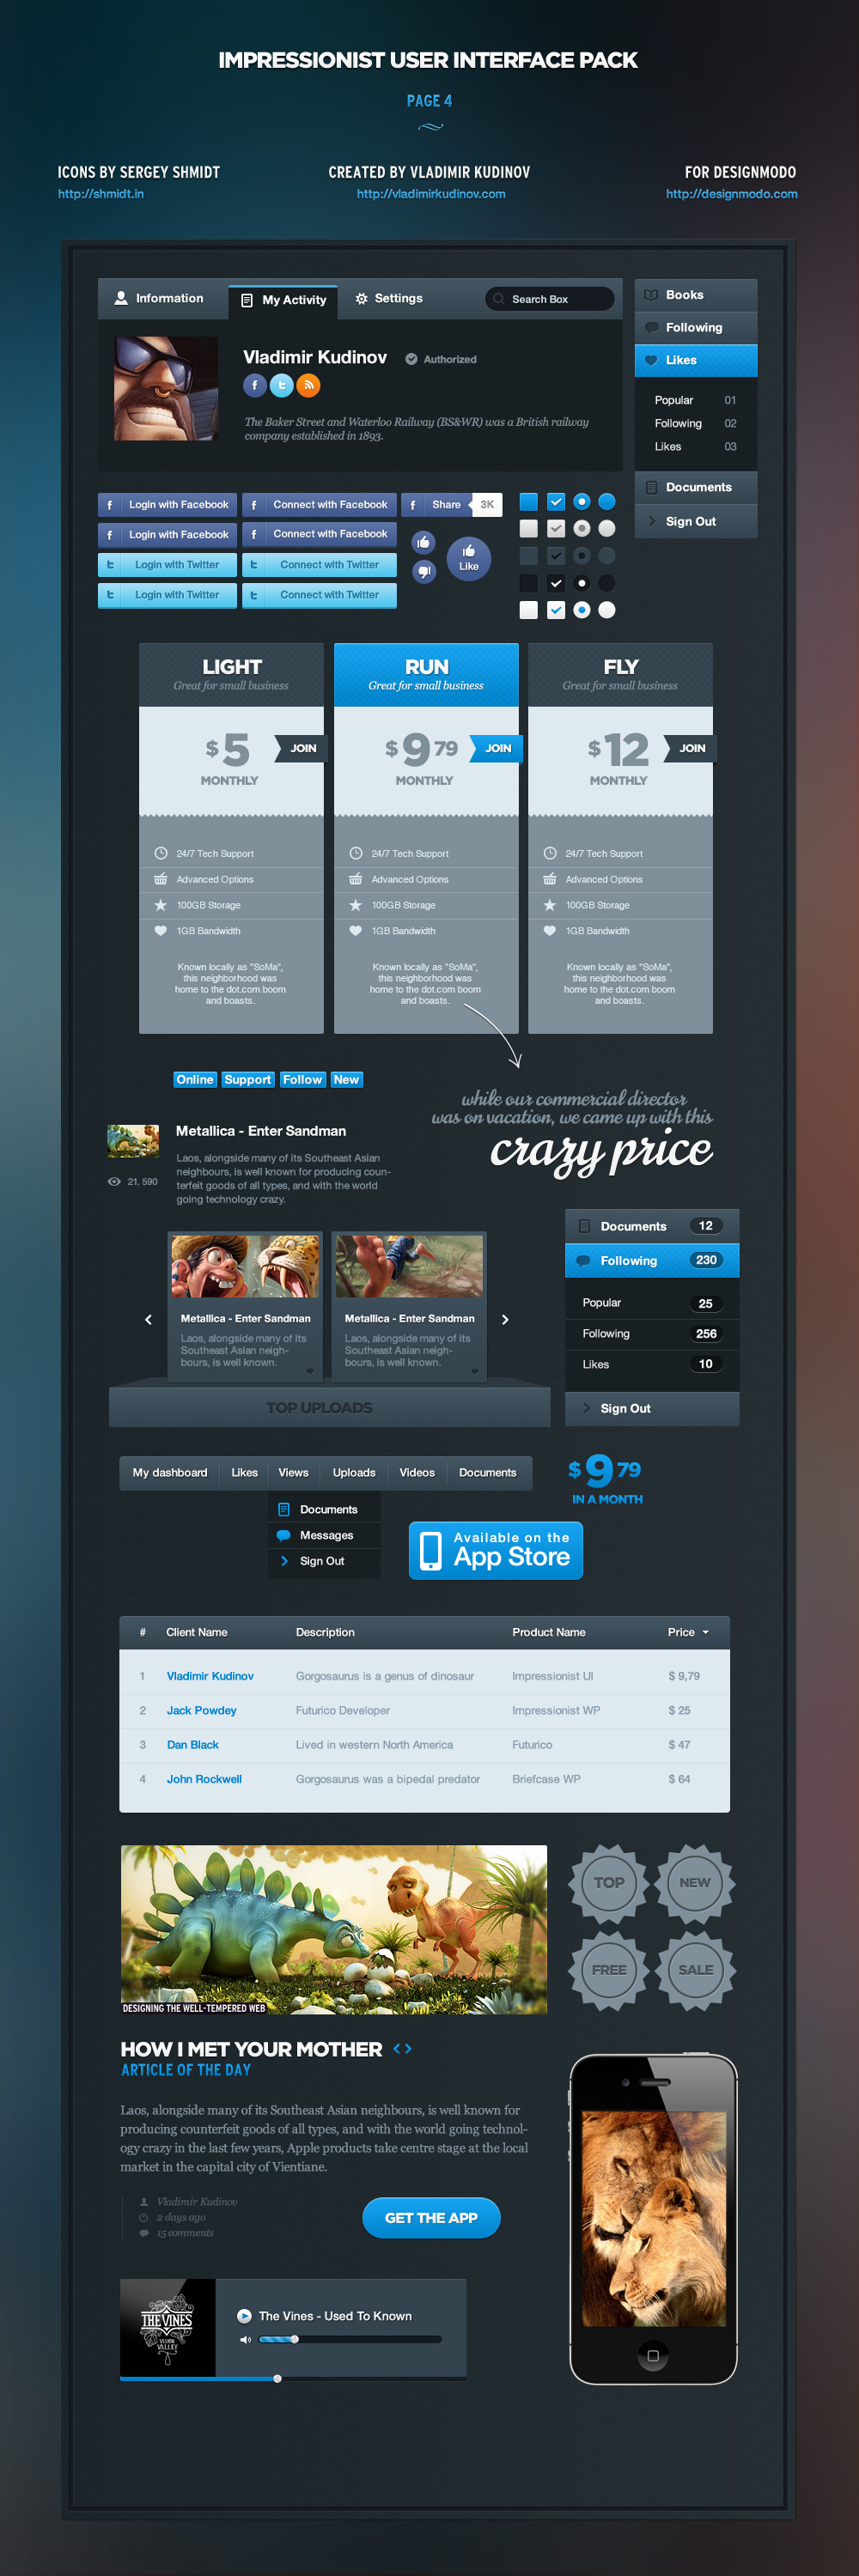 IMPRESSIONIST USER INTERFACE PACK
PAGE 4
ICONS BY SERGEY SHMIDT
http://shmidt.in
CREATED BY VLADIMIR KUDINOV
http://vladimirkudinov.com
FOR DESIGNMODO
http://designmodo.com
Information
My Activity
Settings
Search Box
Vladimir Kudinov
Authorized
The Baker Street and Waterloo Railway (BS&WR) was a British railway
company established in 1893.
Books
Following
Likes
Popular 01
Following 02
Likes 03
Documents
Sign Out
Login with Facebook
Connect with Facebook
Share 3K
Login with Facebook
Connect with Facebook
Login with Twitter
Connect with Twitter
Like
Login with Twitter
Connect with Twitter
LIGHT
Great for small business
$ 5
MONTHLY
JOIN
24/7 Tech Support
Advanced Options
100GB Storage
1GB Bandwidth
Known locally as "SoMa",
this neighborhood was
home to the dot.com boom
and boasts.
RUN
Great for small business
$ 9 79
MONTHLY
JOIN
24/7 Tech Support
Advanced Options
100GB Storage
1GB Bandwidth
Known locally as "SoMa",
this neighborhood was
home to the dot.com boom
and boasts.
FLY
Great for small business
$ 12
MONTHLY
JOIN
24/7 Tech Support
Advanced Options
100GB Storage
1GB Bandwidth
Known locally as "SoMa",
this neighborhood was
home to the dot.com boom
and boasts.
Online Support Follow New
while our commercial director
was on vacation, we came up with this
crazy price
Metallica - Enter Sandman
21, 590
Laos, alongside many of its Southeast Asian
neighbours, is well known for producing coun-
terfeit goods of all types, and with the world
going technology crazy.
Metallica - Enter Sandman
Laos, alongside many of its
Southeast Asian neigh-
bours, is well known.
Metallica - Enter Sandman
Laos, alongside many of its
Southeast Asian neigh-
bours, is well known.
TOP UPLOADS
Documents 12
Following 230
Popular 25
Following 256
Likes 10
Sign Out
My dashboard Likes Views Uploads Videos Documents
Documents
Messages
Sign Out
$ 9 79
IN A MONTH
Available on the
App Store
# Client Name Description Product Name Price
1 Vladimir Kudinov Gorgosaurus is a genus of dinosaur Impressionist UI $ 9,79
2 Jack Powdey Futurico Developer Impressionist WP $ 25
3 Dan Black Lived in western North America Futurico $ 47
4 John Rockwell Gorgosaurus was a bipedal predator Briefcase WP $ 64
DESIGNING THE WELL-TEMPERED WEB
TOP
NEW
FREE
SALE
HOW I MET YOUR MOTHER
ARTICLE OF THE DAY
Laos, alongside many of its Southeast Asian neighbours, is well known for
producing counterfeit goods of all types, and with the world going technol-
ogy crazy in the last few years, Apple products take centre stage at the local
market in the capital city of Vientiane.
Vladimir Kudinov
2 days ago
15 comments
GET THE APP
THE VINES
VISION
VALLEY
The Vines - Used To Known